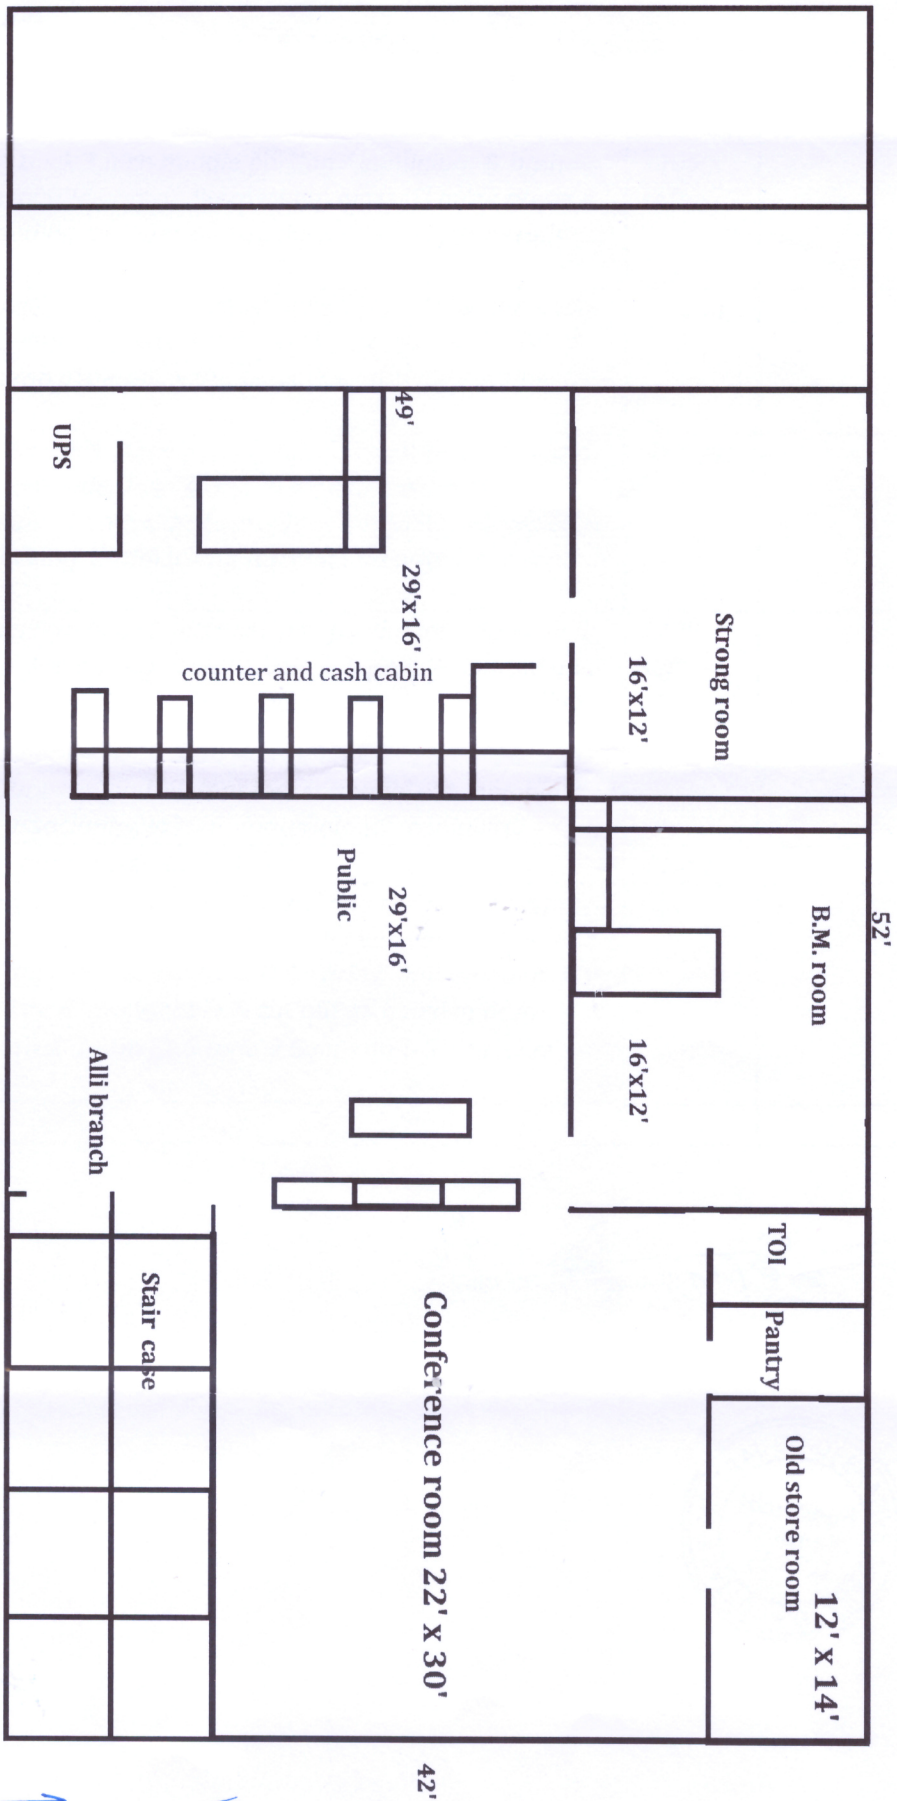 49'
UPS
29'x16'
counter and cash cabin
Strong room
16'x12'
Public
29'x16'
B.M. room
52'
16'x12'
Alli branch
TOI
Pantry
Old store room
12' x 14'
Stair case
Conference room 22' x 30'
42'